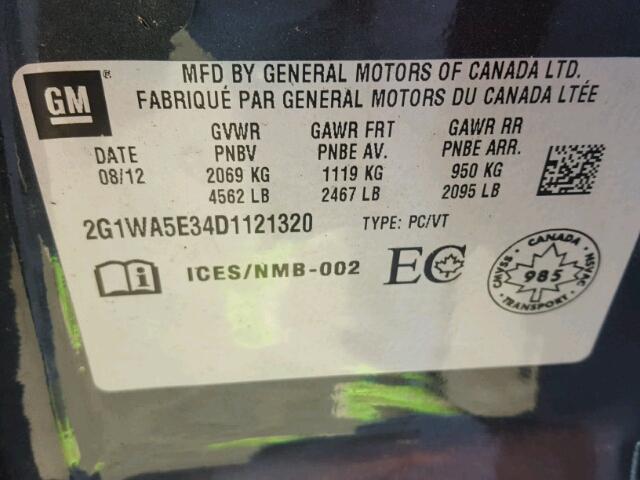 GM ®
MFD BY GENERAL MOTORS OF CANADA LTD.
FABRIQUÉ PAR GENERAL MOTORS DU CANADA LTÉE
GVWR GAWR FRT GAWR RR
DATE PNBV PNBE AV. PNBE ARR.
08/12 2069 KG 1119 KG 950 KG
4562 LB 2467 LB 2095 LB
2G1WA5E34D1121320 TYPE: PC/VT
ICES/NMB-002 EC
CANADA
CMVSS 985 NSVAC
TRANSPORT